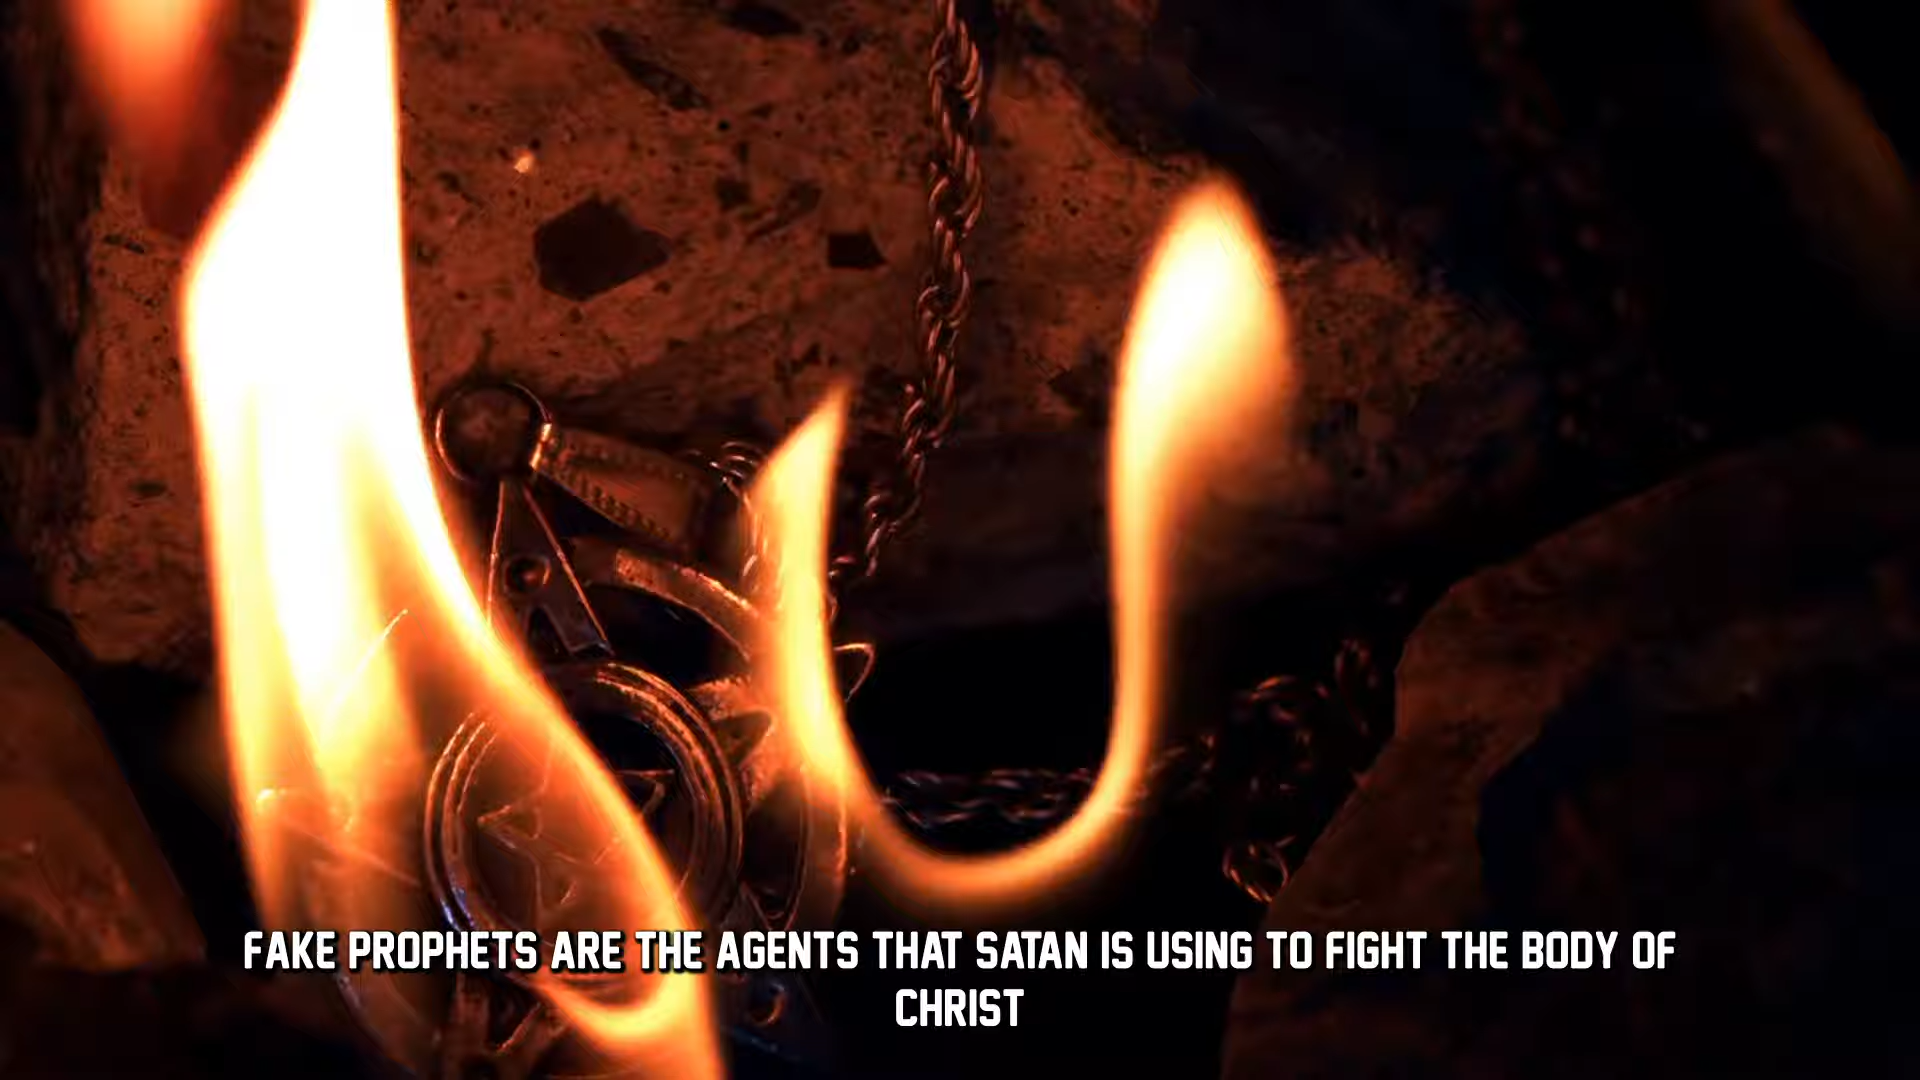 FAKE PROPHETS ARE THE AGENTS THAT SATAN IS USING TO FIGHT THE BODY OF
CHRIST